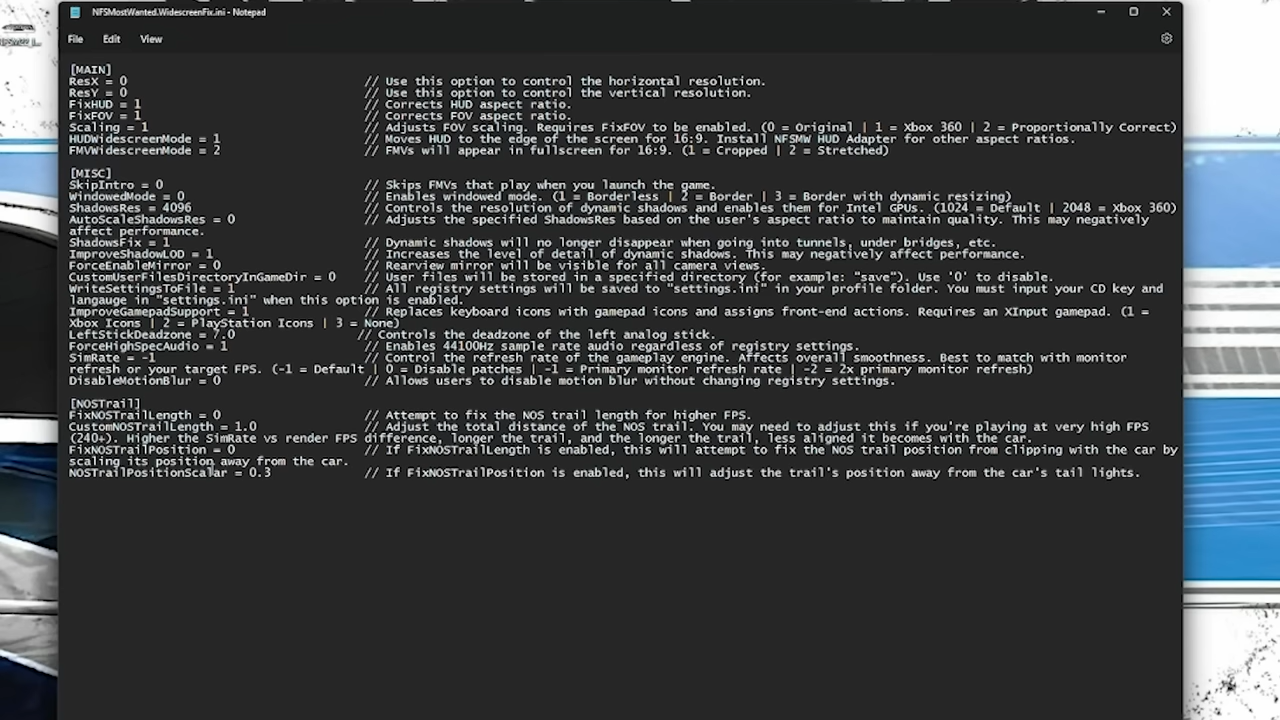 NFSMostWanted.WidescreenFix.ini - Notepad
File Edit View
[MAIN]
ResX = 0 // Use this option to control the horizontal resolution.
ResY = 0 // Use this option to control the vertical resolution.
FixHUD = 1 // Corrects HUD aspect ratio.
FixFOV = 1 // Corrects FOV aspect ratio.
Scaling = 1 // Adjusts FOV scaling. Requires FixFOV to be enabled. (0 = Original | 1 = Xbox 360 | 2 = Proportionally Correct)
HUDWidescreenMode = 1 // Moves HUD to the edge of the screen for 16:9. Install NFSMW HUD Adapter for other aspect ratios.
FMVWidescreenMode = 2 // FMVs will appear in fullscreen for 16:9. (1 = Cropped | 2 = Stretched)
[MISC]
SkipIntro = 0 // Skips FMVs that play when you launch the game.
WindowedMode = 0 // Enables windowed mode. (1 = Borderless | 2 = Border | 3 = Border with dynamic resizing)
ShadowsRes = 4096 // Controls the resolution of dynamic shadows and enables them for Intel GPUs. (1024 = Default | 2048 = Xbox 360)
AutoScaleShadowsRes = 0 // Adjusts the specified ShadowsRes based on the user's aspect ratio to maintain quality. This may negatively
affect performance.
ShadowsFix = 1 // Dynamic shadows will no longer disappear when going into tunnels, under bridges, etc.
ImproveShadowLOD = 1 // Increases the level of detail of dynamic shadows. This may negatively affect performance.
ForceEnableMirror = 0 // Rearview mirror will be visible for all camera views.
CustomUserFilesDirectoryInGameDir = 0 // User files will be stored in a specified directory (for example: "save"). Use '0' to disable.
WriteSettingsToFile = 1 // All registry settings will be saved to "settings.ini" in your profile folder. You must input your CD key and
langauge in "settings.ini" when this option is enabled.
ImproveGamepadSupport = 1 // Replaces keyboard icons with gamepad icons and assigns front-end actions. Requires an XInput gamepad. (1 =
Xbox Icons | 2 = PlayStation Icons | 3 = None)
LeftStickDeadzone = 7.0 // Controls the deadzone of the left analog stick.
ForceHighSpecAudio = 1 // Enables 44100Hz sample rate audio regardless of registry settings.
SimRate = -1 // Control the refresh rate of the gameplay engine. Affects overall smoothness. Best to match with monitor
refresh or your target FPS. (-1 = Default | 0 = Disable patches | -1 = Primary monitor refresh rate | -2 = 2x primary monitor refresh)
DisableMotionBlur = 0 // Allows users to disable motion blur without changing registry settings.
[NOSTrail]
FixNOSTrailLength = 0 // Attempt to fix the NOS trail length for higher FPS.
CustomNOSTrailLength = 1.0 // Adjust the total distance of the NOS trail. You may need to adjust this if you're playing at very high FPS
(240+). Higher the SimRate vs render FPS difference, longer the trail, and the longer the trail, less aligned it becomes with the car.
FixNOSTrailPosition = 0 // If FixNOSTrailLength is enabled, this will attempt to fix the NOS trail position from clipping with the car by
scaling its position away from the car.
NOSTrailPositionScalar = 0.3 // If FixNOSTrailPosition is enabled, this will adjust the trail's position away from the car's tail lights.